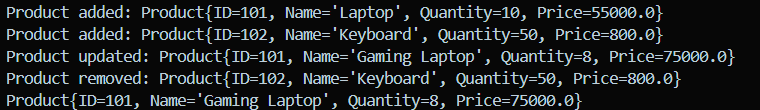 Product added: Product{ID=101, Name='Laptop', Quantity=10, Price=55000.0}
Product added: Product{ID=102, Name='Keyboard', Quantity=50, Price=800.0}
Product updated: Product{ID=101, Name='Gaming Laptop', Quantity=8, Price=75000.0}
Product removed: Product{ID=102, Name='Keyboard', Quantity=50, Price=800.0}
Product{ID=101, Name='Gaming Laptop', Quantity=8, Price=75000.0}